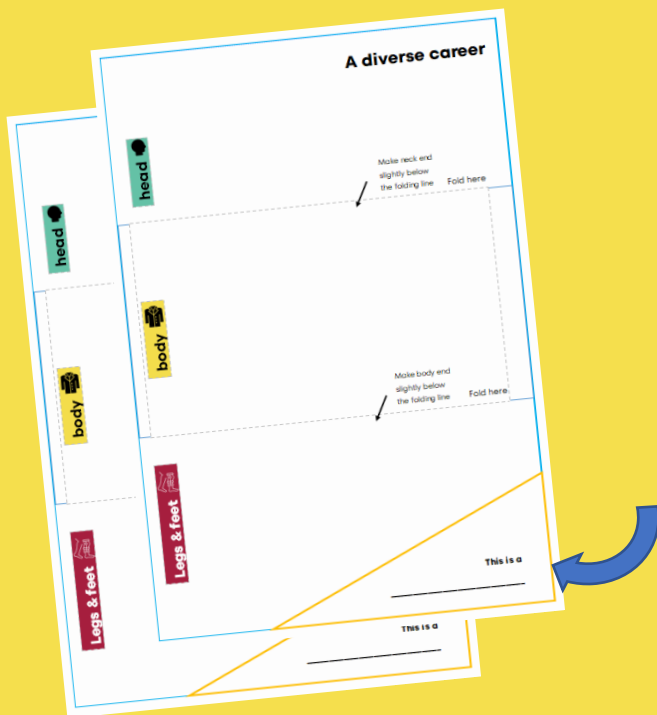 A diverse career
head
Make neck end
slightly below
the folding line
Fold here
body
Make body end
slightly below
the folding line
Fold here
Legs & feet
This is a
head
body
Legs & feet
This is a